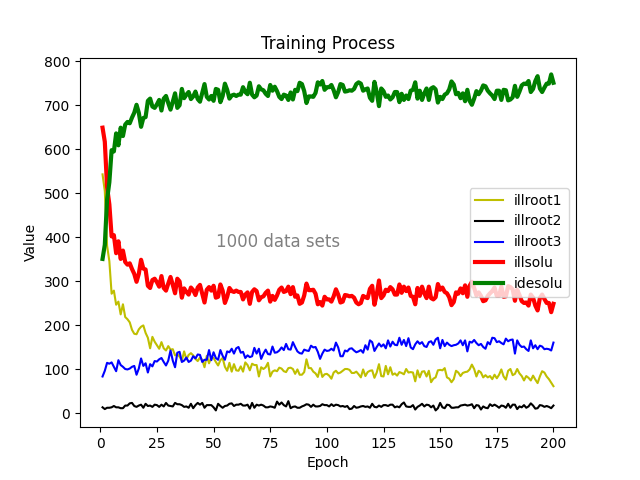 Training Process
Value
800
700
600
500
400
300
200
100
0
1000 data sets
illroot1
illroot2
illroot3
illsolu
idesolu
0 25 50 75 100 125 150 175 200
Epoch